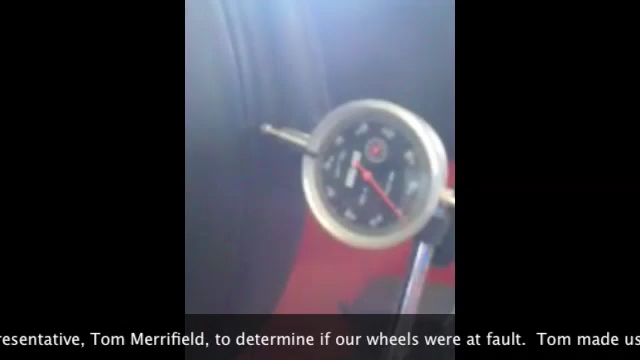 resentative, Tom Merrifield, to determine if our wheels were at fault.  Tom made us